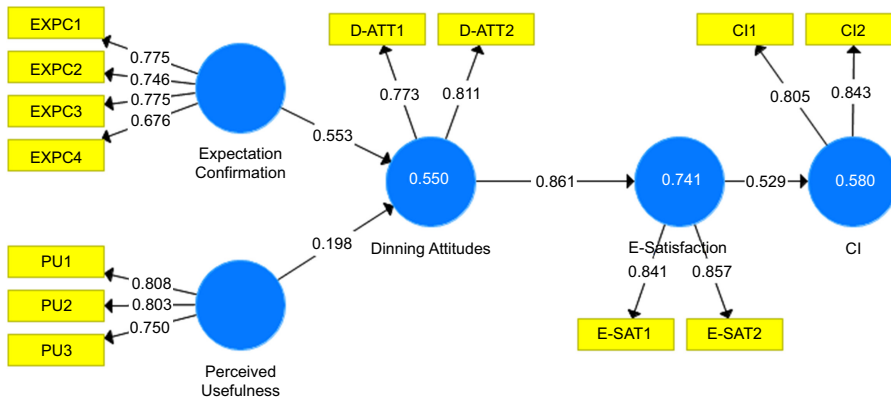 EXPC1
EXPC2
EXPC3
EXPC4
0.775
0.746
0.775
0.676
Expectation
Confirmation
0.553
D-ATT1
D-ATT2
0.773
0.811
0.550
Dinning Attitudes
PU1
PU2
PU3
0.808
0.803
0.750
Perceived
Usefulness
0.198
0.861
0.741
E-Satisfaction
0.841
0.857
E-SAT1
E-SAT2
0.529
CI1
CI2
0.805
0.843
0.580
CI